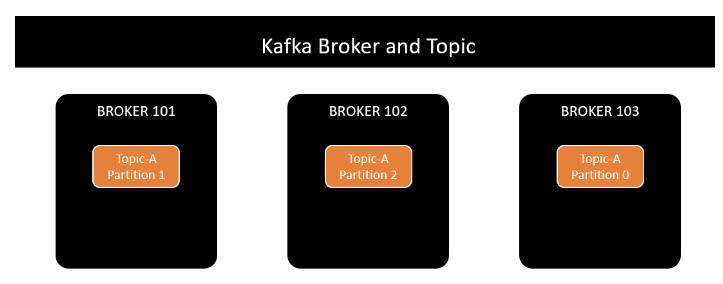 Kafka Broker and Topic
BROKER 101
Topic-A
Partition 1
BROKER 102
Topic-A
Partition 2
BROKER 103
Topic-A
Partition 0